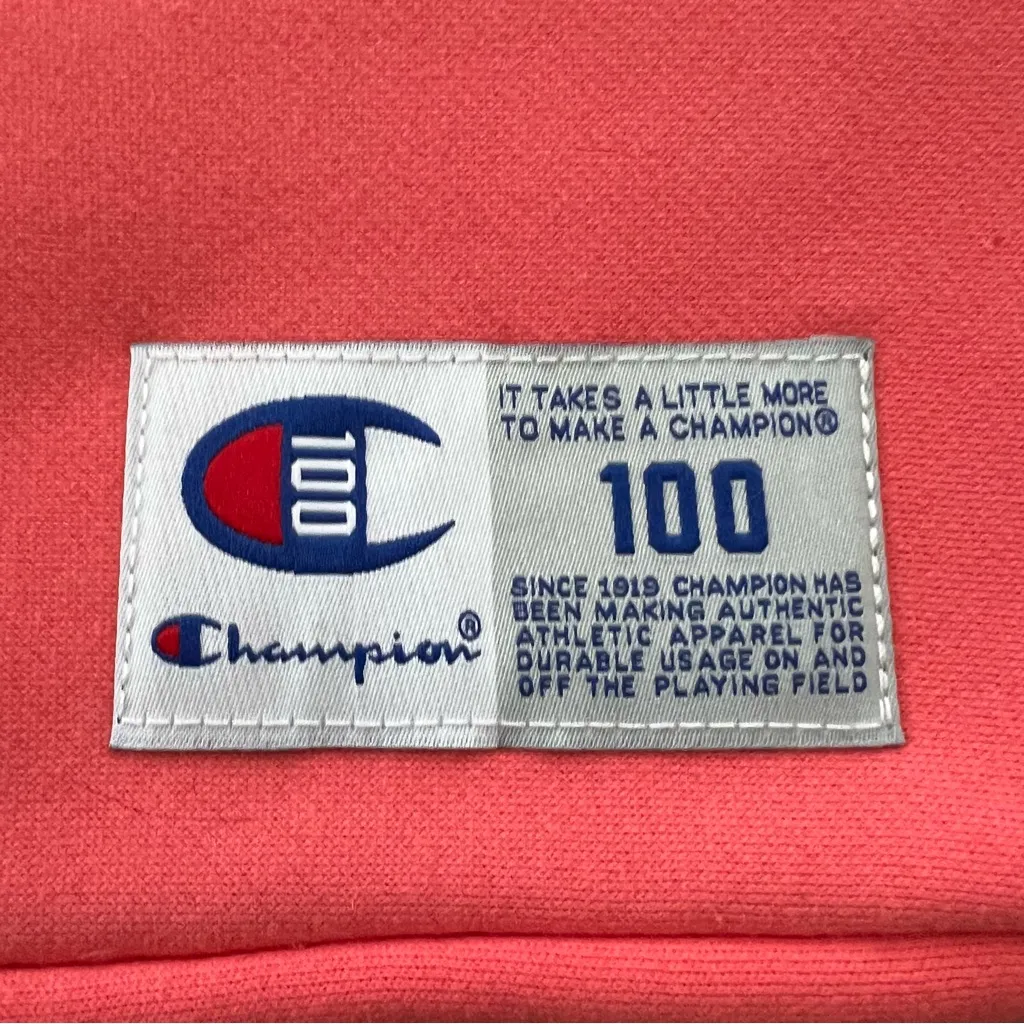 100
Champion®
IT TAKES A LITTLE MORE
TO MAKE A CHAMPION®
100
SINCE 1919 CHAMPION HAS
BEEN MAKING AUTHENTIC
ATHLETIC APPAREL FOR
DURABLE USAGE ON AND
OFF THE PLAYING FIELD